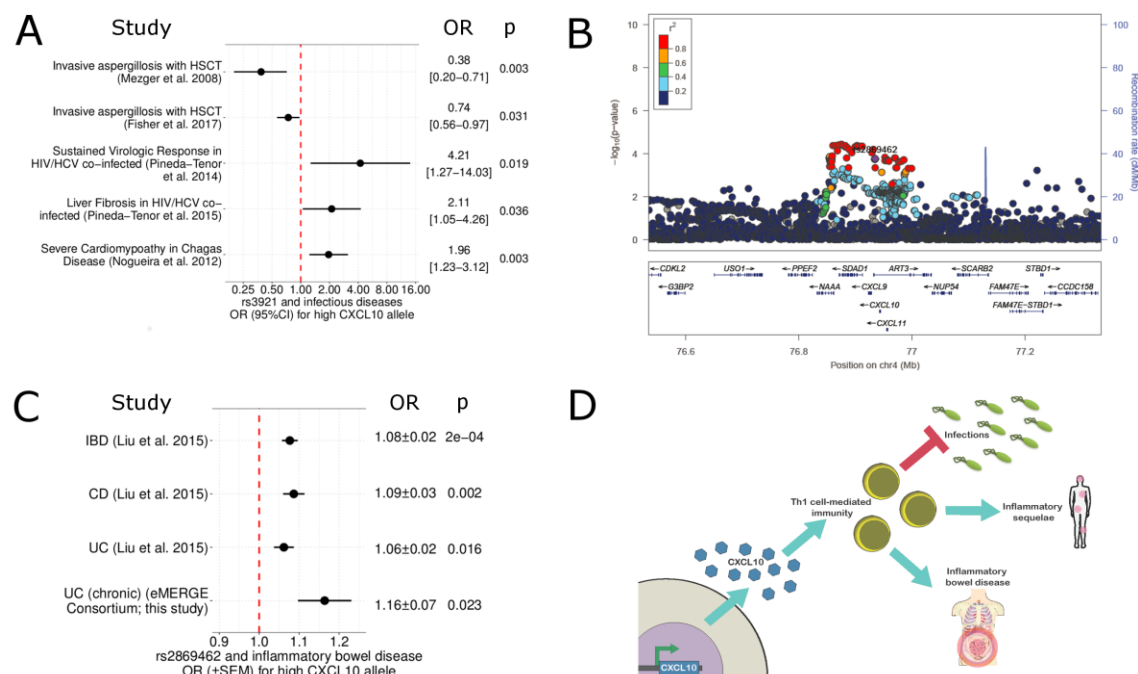 A
Study
OR
p
Invasive aspergillosis with HSCT
(Mezger et al. 2008)
0.38
[0.20–0.71]
0.003
Invasive aspergillosis with HSCT
(Fisher et al. 2017)
0.74
[0.56–0.97]
0.031
Sustained Virologic Response in
HIV/HCV co–infected (Pineda–Tenor
et al. 2014)
4.21
[1.27–14.03]
0.019
Liver Fibrosis in HIV/HCV co–
infected (Pineda–Tenor et al. 2015)
2.11
[1.05–4.26]
0.036
Severe Cardiomypoathy in Chagas
Disease (Nogueira et al. 2012)
1.96
[1.23–3.12]
0.003
0.25 0.50 1.00 2.00 4.00 16.00
rs3921 and infectious diseases
OR (95%CI) for high CXCL10 allele
B
r²
0.8
0.6
0.4
0.2
10
8
6
4
2
0
−log10(p−value)
rs2869462
100
80
60
40
20
0
Recombination rate (cM/Mb)
←CDKL2
USO1→
←PPEF2
←SDAD1
ART3→
←SCARB2
STBD1→
←G3BP2
←NAAA
←CXCL9
←NUP54
FAM47E→
←CCDC158
←CXCL10
FAM47E−STBD1→
←CXCL11
76.6 76.8 77 77.2
Position on chr4 (Mb)
C
Study
OR
p
IBD (Liu et al. 2015)
1.08±0.02
2e−04
CD (Liu et al. 2015)
1.09±0.03
0.002
UC (Liu et al. 2015)
1.06±0.02
0.016
UC (chronic) (eMERGE
Consortium; this study)
1.16±0.07
0.023
0.9 1.0 1.1 1.2
rs2869462 and inflammatory bowel disease
OR (±SEM) for high CXCL10 allele
D
Infections
Th1 cell-mediated
immunity
Inflammatory
sequelae
CXCL10
Inflammatory
bowel disease
CXCL10